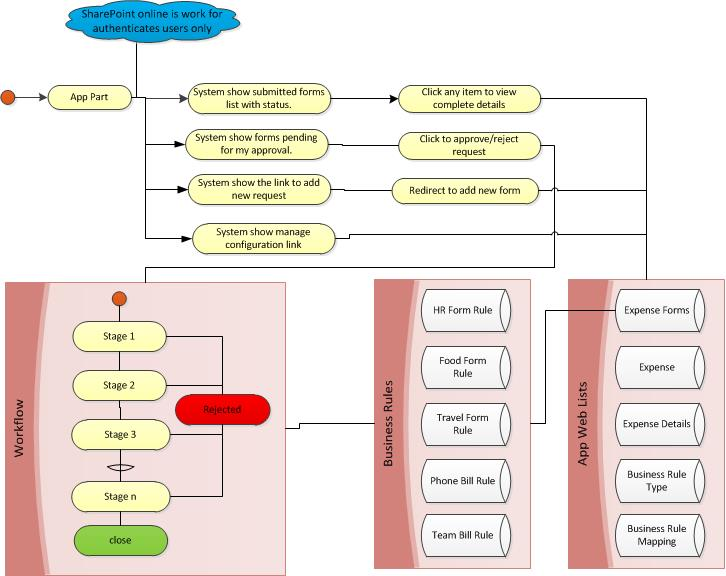 SharePoint online is work for
authenticates users only
App Part
System show submitted forms
list with status.
Click any item to view
complete details
System show forms pending
for my approval.
Click to approve/reject
request
System show the link to add
new request
Redirect to add new form
System show manage
configuration link
Workflow
Stage 1
Stage 2
Rejected
Stage 3
Stage n
close
Business Rules
HR Form Rule
Food Form
Rule
Travel Form
Rule
Phone Bill Rule
Team Bill Rule
App Web Lists
Expense Forms
Expense
Expense Details
Business Rule
Type
Business Rule
Mapping